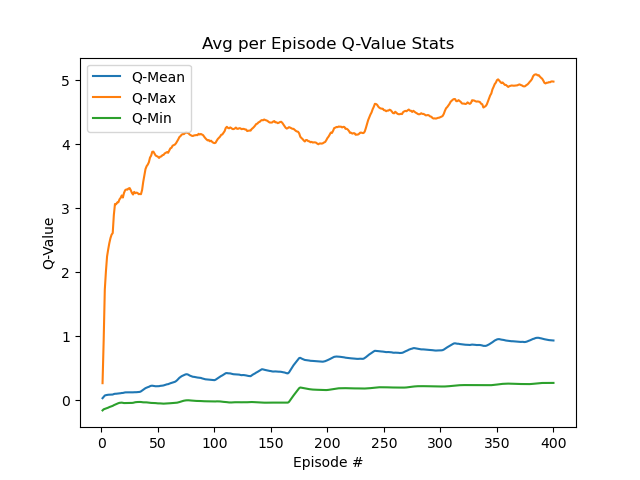 Avg per Episode Q-Value Stats
Q-Mean
Q-Max
Q-Min
Q-Value
5
4
3
2
1
0
0 50 100 150 200 250 300 350 400
Episode #